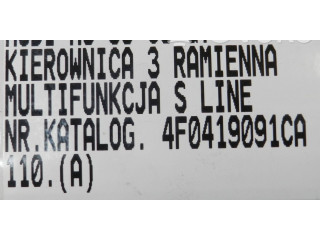 KIEROWNICA 3 RAMIENNA
MULTIFUNKCJA S LINE
NR.KATALOG. 4F0419091CA
110.(A)